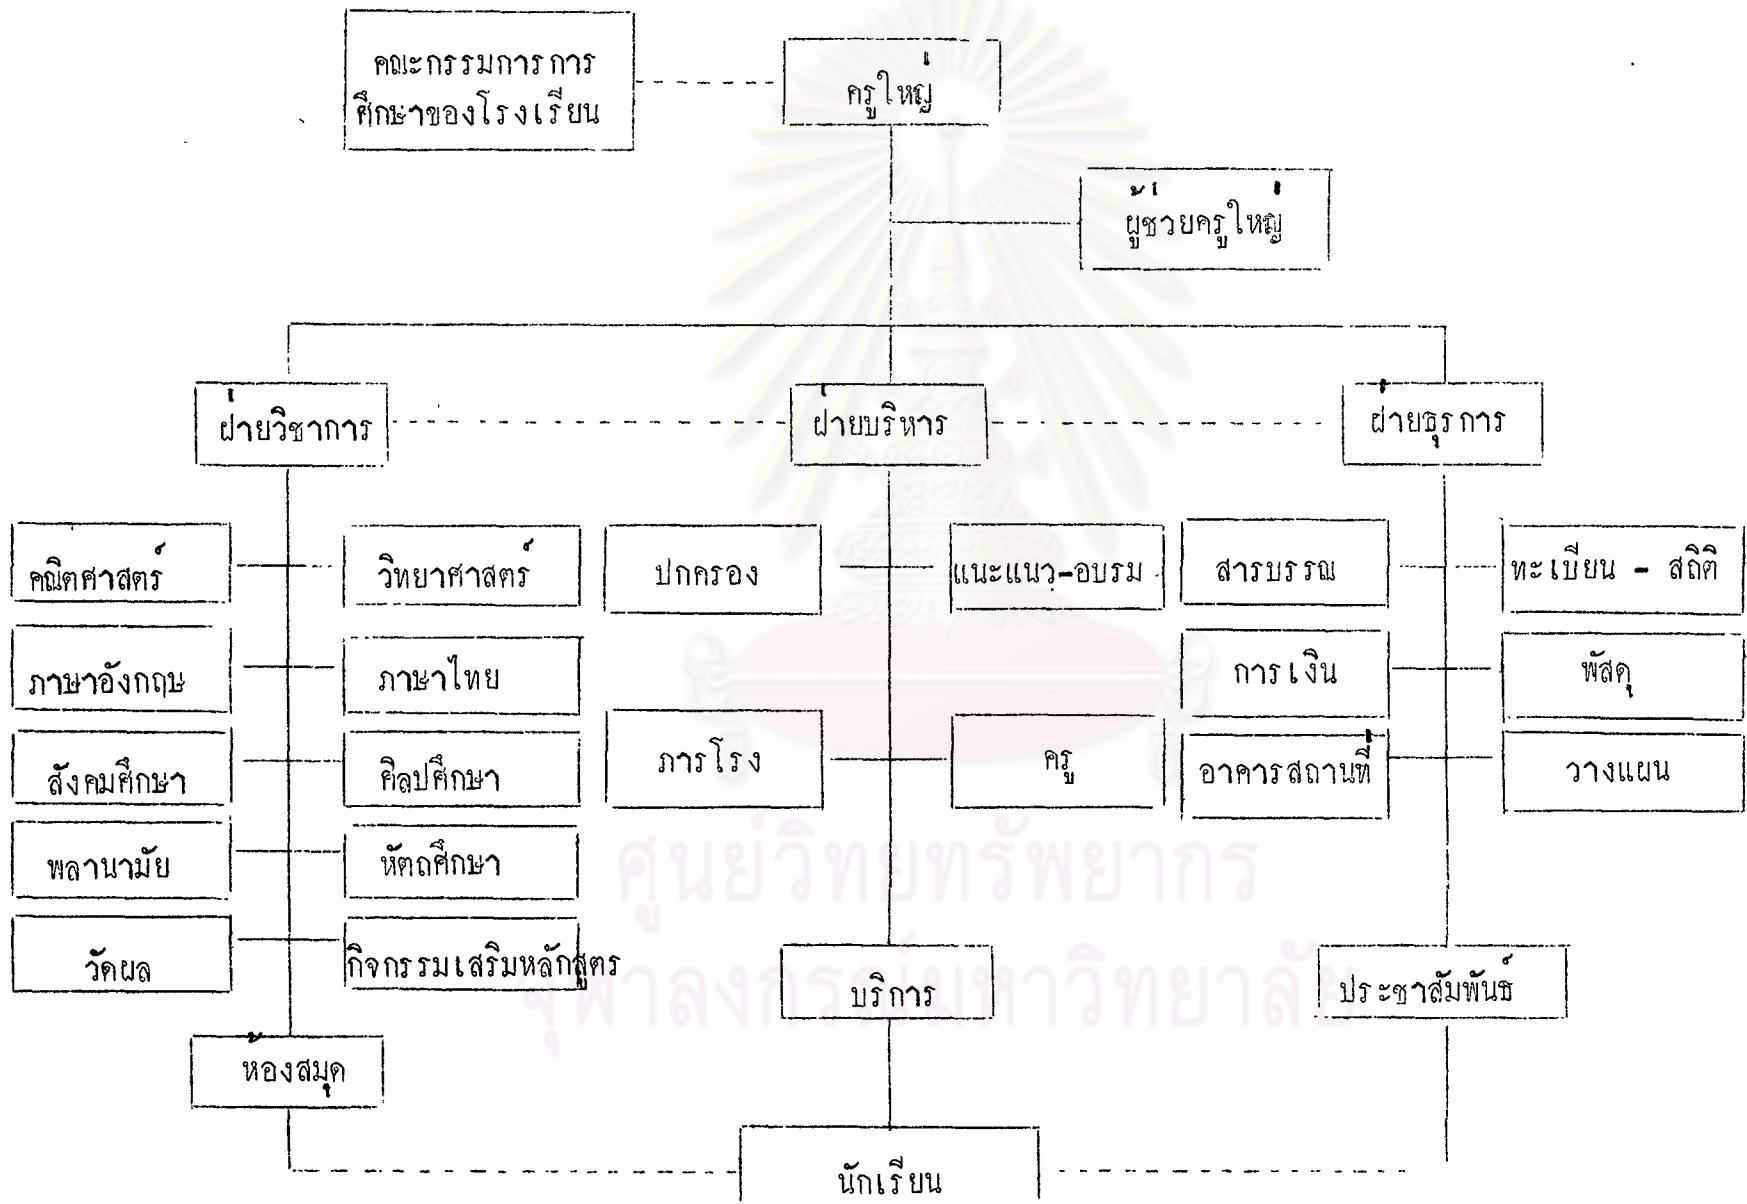 คณะกรรมการการ
ศึกษาของโรงเรียน
ครูใหญ่
ผู้ช่วยครูใหญ่
ฝ่ายวิชาการ
ฝ่ายบริหาร
ฝ่ายธุรการ
คณิตศาสตร์
วิทยาศาสตร์
ปกครอง
แนะแนว-อบรม
สารบรรณ
ทะเบียน - สถิติ
ภาษาอังกฤษ
ภาษาไทย
การเงิน
พัสดุ
สังคมศึกษา
ศิลปศึกษา
ภารโรง
ครู
อาคารสถานที่
วางแผน
พลานามัย
หัตถศึกษา
วัดผล
กิจกรรมเสริมหลักสูตร
บริการ
ประชาสัมพันธ์
ห้องสมุด
นักเรียน
ศูนย์วิทยทรัพยากร
จุฬาลงกรณ์มหาวิทยาลัย